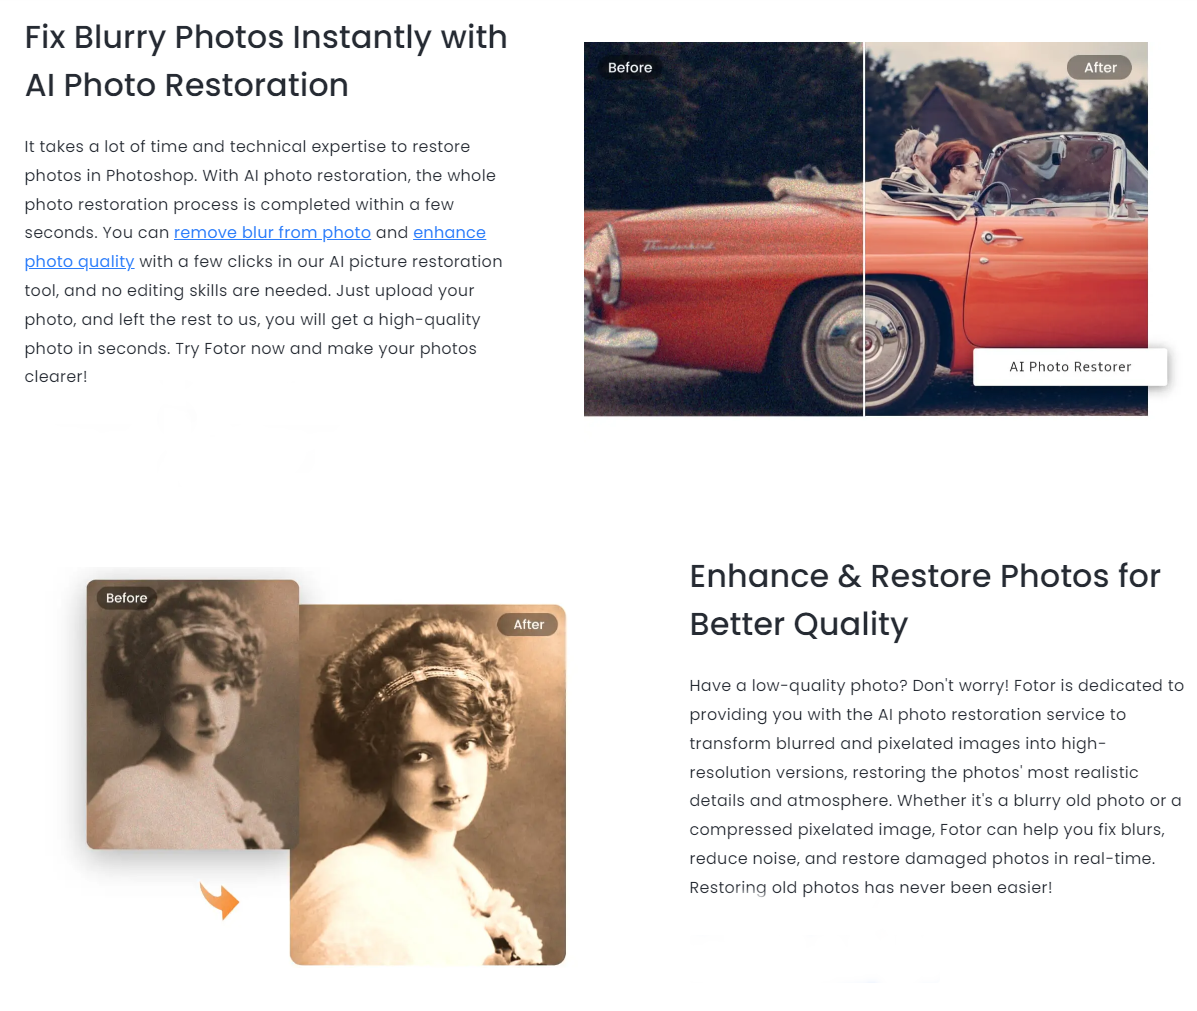 Fix Blurry Photos Instantly with
AI Photo Restoration
It takes a lot of time and technical expertise to restore
photos in Photoshop. With AI photo restoration, the whole
photo restoration process is completed within a few
seconds. You can remove blur from photo and enhance
photo quality with a few clicks in our AI picture restoration
tool, and no editing skills are needed. Just upload your
photo, and left the rest to us, you will get a high-quality
photo in seconds. Try Fotor now and make your photos
clearer!
Before
After
Thunderbird
AI Photo Restorer
Before
After
Enhance & Restore Photos for
Better Quality
Have a low-quality photo? Don't worry! Fotor is dedicated to
providing you with the AI photo restoration service to
transform blurred and pixelated images into high-
resolution versions, restoring the photos' most realistic
details and atmosphere. Whether it's a blurry old photo or a
compressed pixelated image, Fotor can help you fix blurs,
reduce noise, and restore damaged photos in real-time.
Restoring old photos has never been easier!